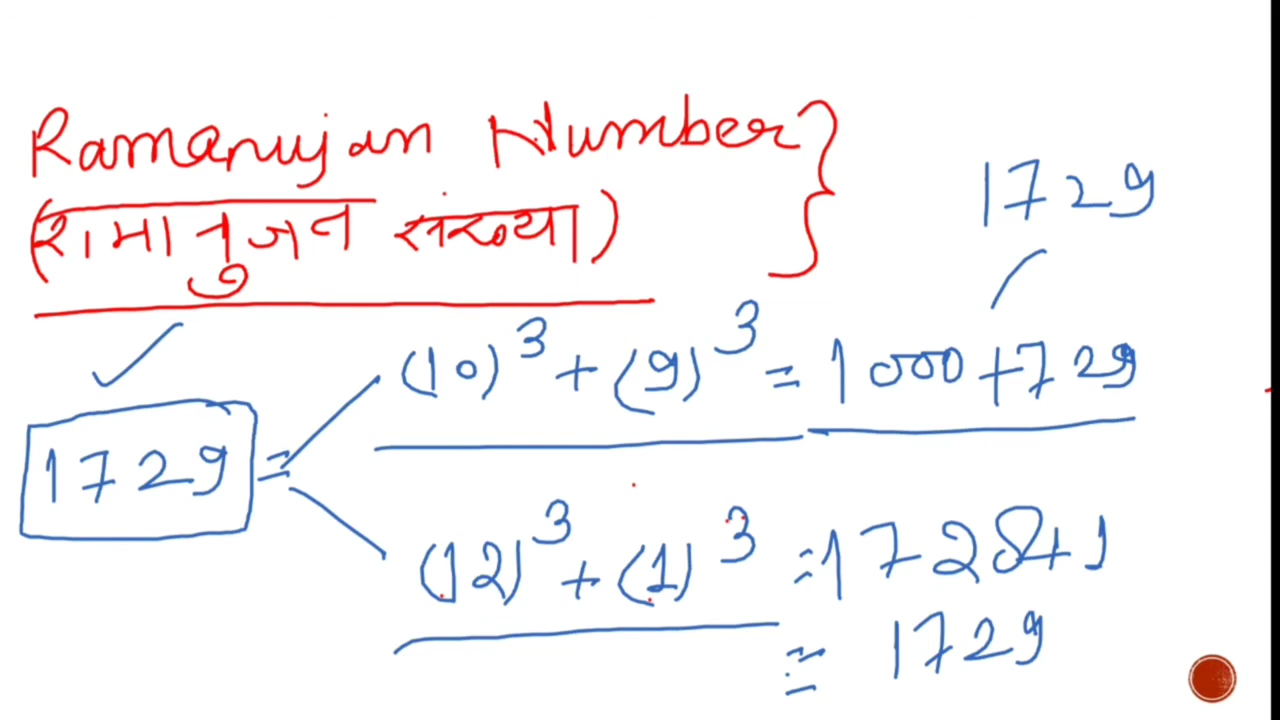 Ramanujan Number}
(रामानुजन संख्या)
1729
(10)³ + (9)³ = 1000+729
1729 =
(12)³ + (1)³ = 1728+1
= 1729